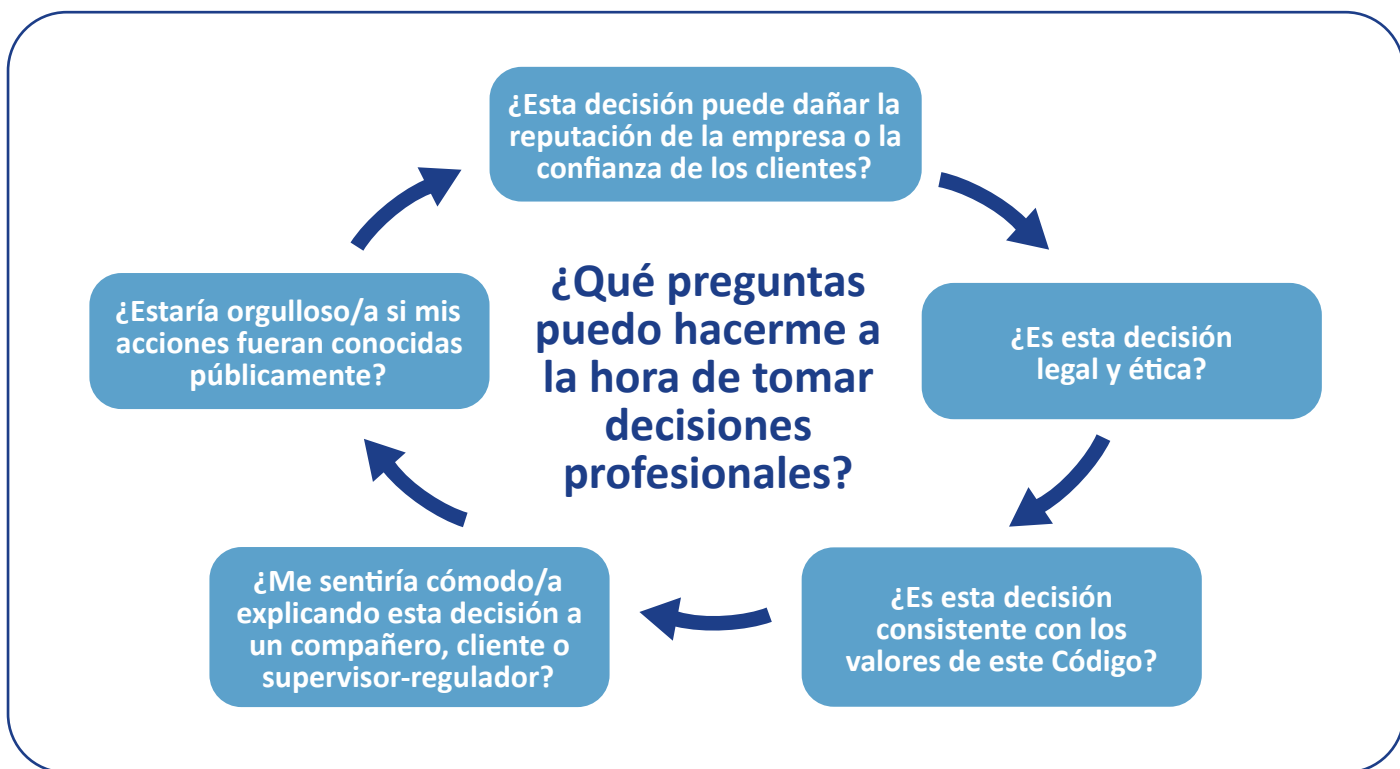 ¿Esta decisión puede dañar la
reputación de la empresa o la
confianza de los clientes?
¿Qué preguntas
puedo hacerme a
la hora de tomar
decisiones
profesionales?
¿Es esta decisión
legal y ética?
¿Es esta decisión
consistente con los
valores de este Código?
¿Me sentiría cómodo/a
explicando esta decisión a
un compañero, cliente o
supervisor-regulador?
¿Estaría orgulloso/a si mis
acciones fueran conocidas
públicamente?